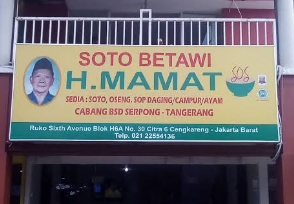 SOTO BETAWI
H.MAMAT
SOS
SEDIA : SOTO, OSENG, SOP DAGING/CAMPUR/AYAM
CABANG BSD SERPONG - TANGERANG
Ruko Sixth Avenue Blok H6A No. 30 Citra 6 Cengkareng - Jakarta Barat
Telp. 021 22554136